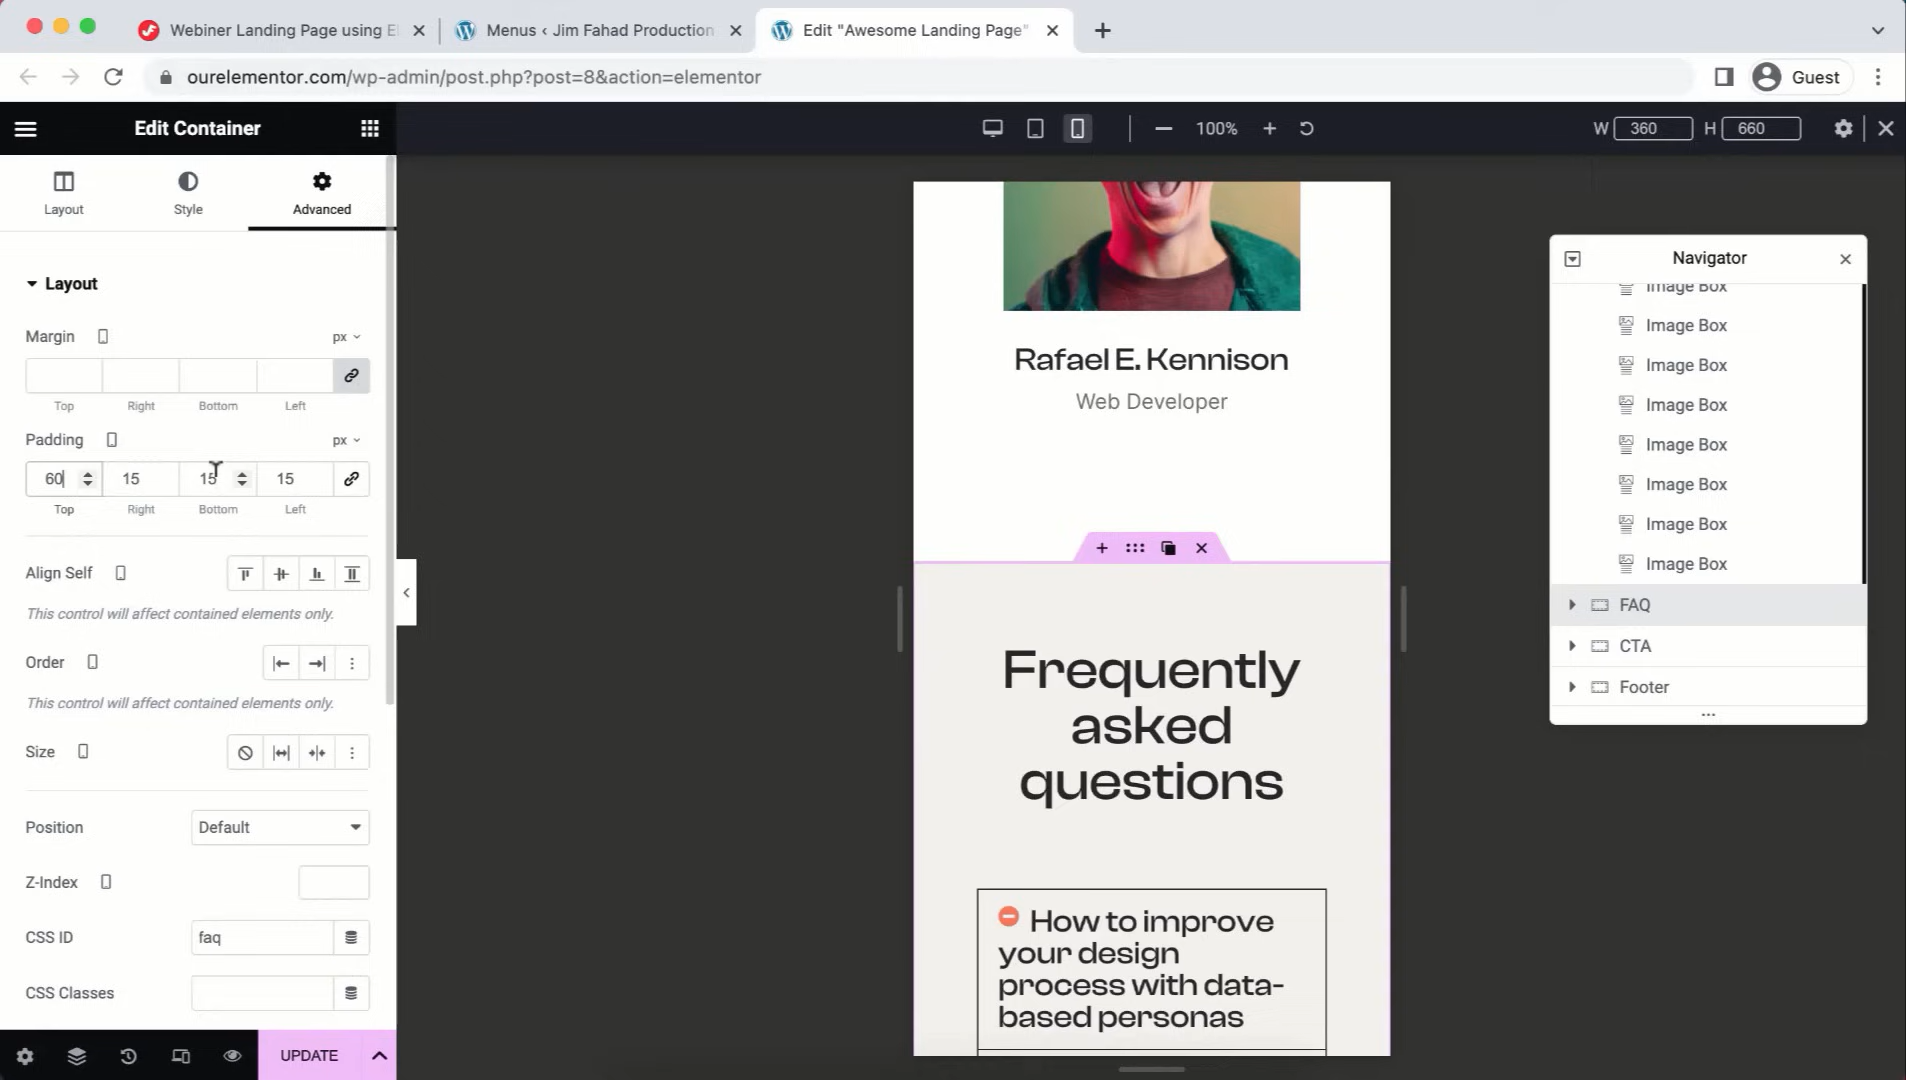 Webiner Landing Page using El
Menus ‹ Jim Fahad Production
Edit "Awesome Landing Page"
ourelementor.com/wp-admin/post.php?post=8&action=elementor
Guest
Edit Container
100%
W 360 H 660
Layout
Style
Advanced
Layout
Margin
px
Top Right Bottom Left
Padding
px
60 15 15 15
Top Right Bottom Left
Align Self
This control will affect contained elements only.
Order
This control will affect contained elements only.
Size
Position
Default
Z-Index
CSS ID
faq
CSS Classes
UPDATE
Rafael E. Kennison
Web Developer
Frequently
asked
questions
How to improve
your design
process with data-
based personas
Navigator
Image Box
Image Box
Image Box
Image Box
Image Box
Image Box
Image Box
Image Box
FAQ
CTA
Footer